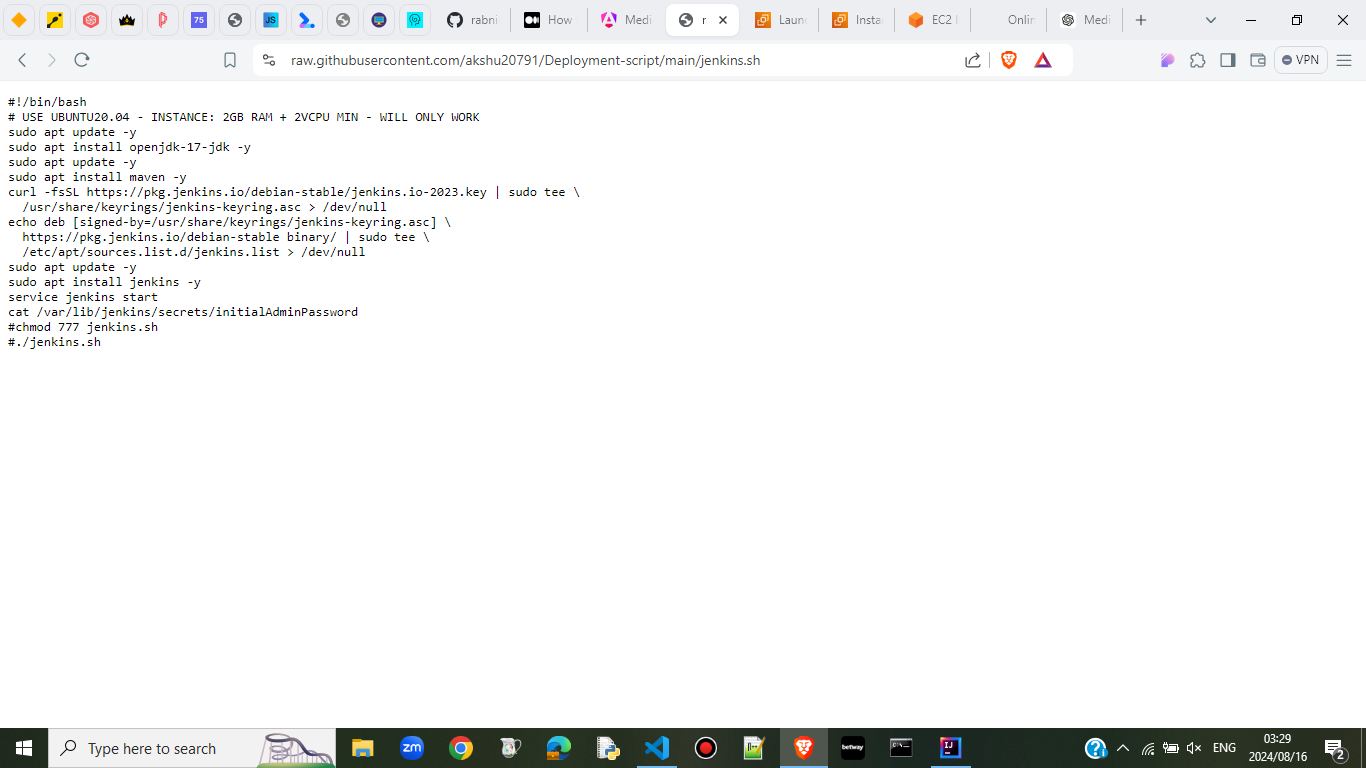 75
JS
rabni
How
Medi
r
Laun
Insta
EC2
Onlin
Medi
raw.githubusercontent.com/akshu20791/Deployment-script/main/jenkins.sh
VPN
#!/bin/bash
# USE UBUNTU20.04 - INSTANCE: 2GB RAM + 2VCPU MIN - WILL ONLY WORK
sudo apt update -y
sudo apt install openjdk-17-jdk -y
sudo apt update -y
sudo apt install maven -y
curl -fsSL https://pkg.jenkins.io/debian-stable/jenkins.io-2023.key | sudo tee \
  /usr/share/keyrings/jenkins-keyring.asc > /dev/null
echo deb [signed-by=/usr/share/keyrings/jenkins-keyring.asc] \
  https://pkg.jenkins.io/debian-stable binary/ | sudo tee \
  /etc/apt/sources.list.d/jenkins.list > /dev/null
sudo apt update -y
sudo apt install jenkins -y
service jenkins start
cat /var/lib/jenkins/secrets/initialAdminPassword
#chmod 777 jenkins.sh
#./jenkins.sh
Type here to search
zm
betway
IJ
ENG
03:29
2024/08/16
2